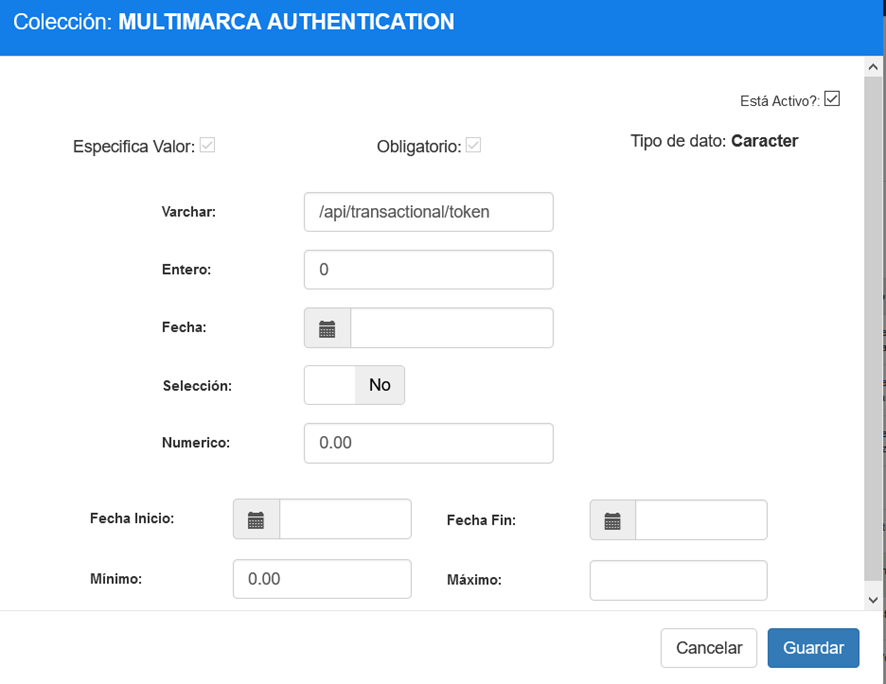 Colección: MULTIMARCA AUTHENTICATION
Está Activo?:
Especifica Valor: Obligatorio: Tipo de dato: Caracter
Varchar: /api/transactional/token
Entero: 0
Fecha:
Selección: No
Numerico: 0.00
Fecha Inicio: Fecha Fin:
Mínimo: 0.00 Máximo:
Cancelar Guardar